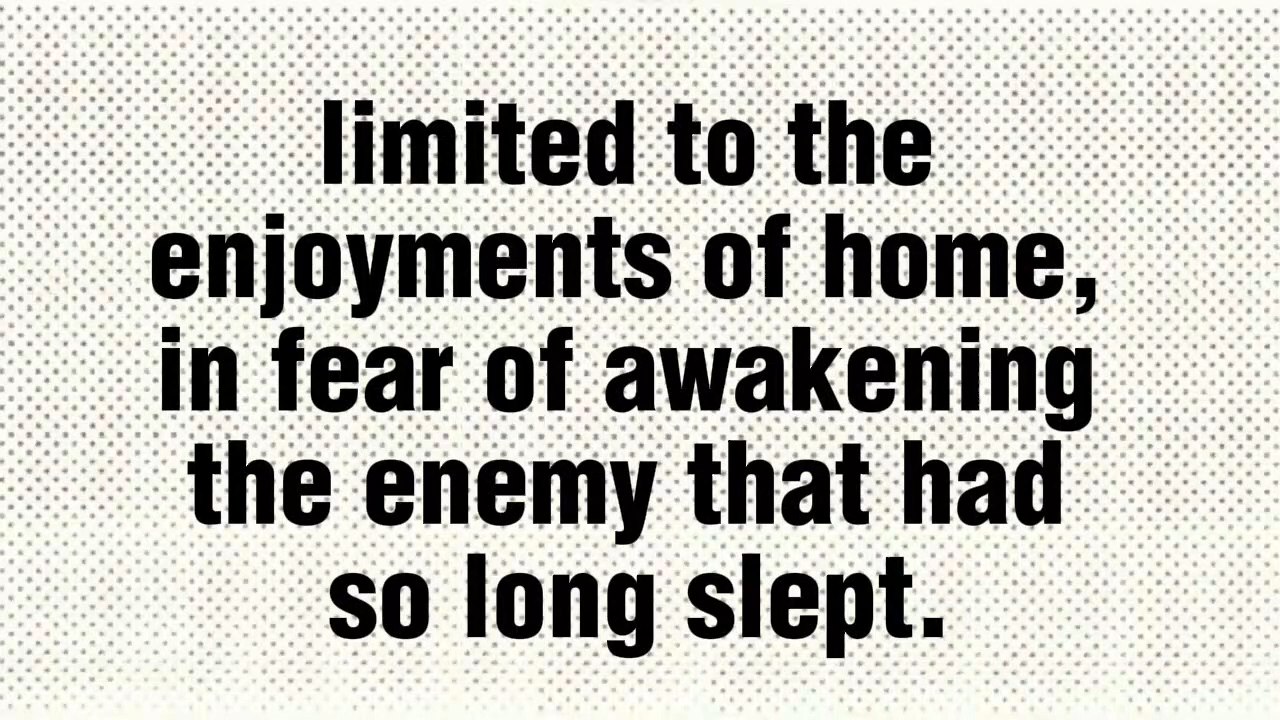 limited to the
enjoyments of home,
in fear of awakening
the enemy that had
so long slept.